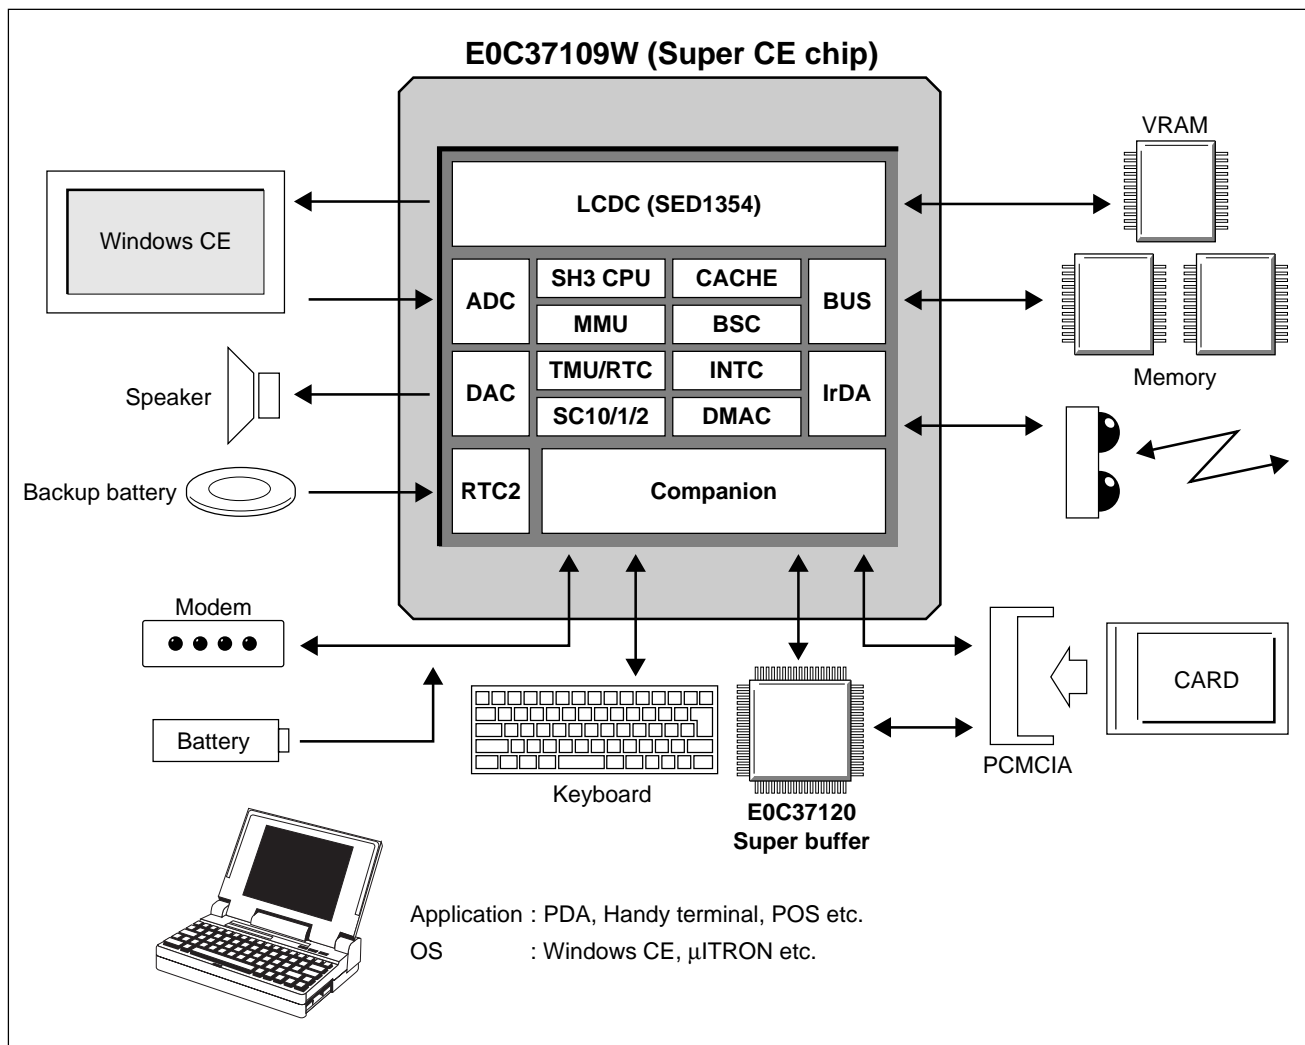 E0C37109W (Super CE chip)
VRAM
LCDC (SED1354)
Windows CE
ADC
SH3 CPU
CACHE
BUS
MMU
BSC
Memory
Speaker
DAC
TMU/RTC
INTC
IrDA
SC10/1/2
DMAC
Backup battery
RTC2
Companion
Modem
CARD
Battery
PCMCIA
Keyboard
E0C37120
Super buffer
Application : PDA, Handy terminal, POS etc.
OS : Windows CE, µITRON etc.